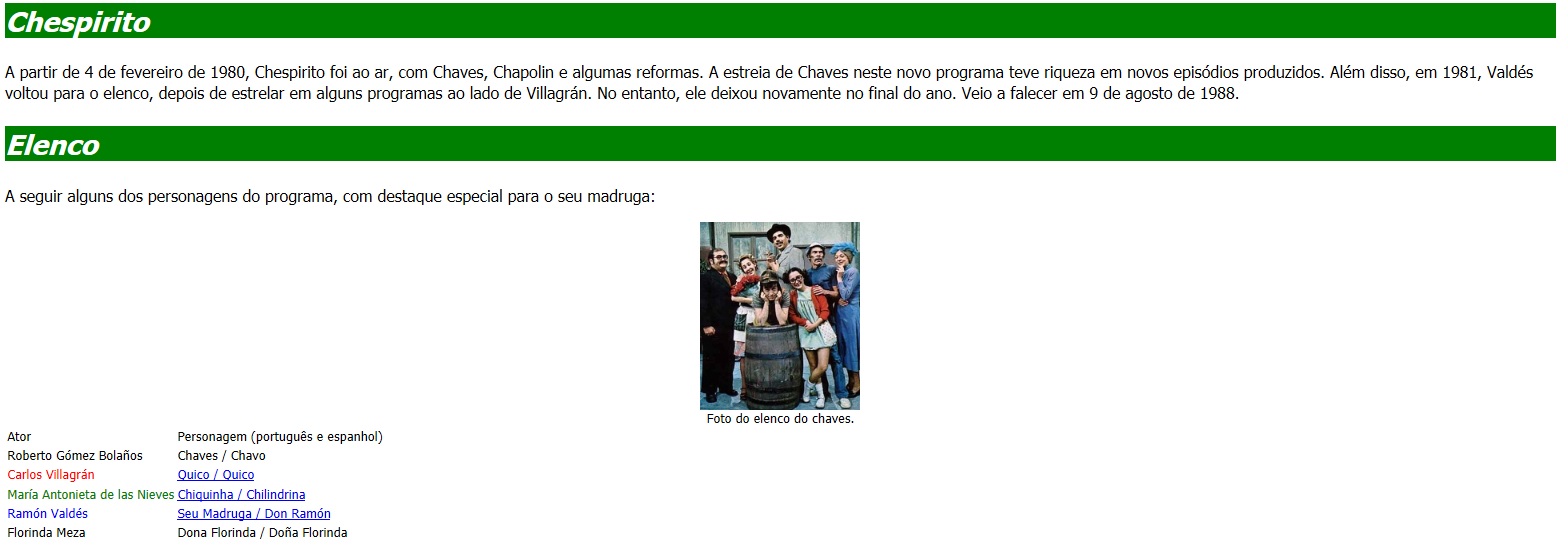 Chespirito
A partir de 4 de fevereiro de 1980, Chespirito foi ao ar, com Chaves, Chapolin e algumas reformas. A estreia de Chaves neste novo programa teve riqueza em novos episódios produzidos. Além disso, em 1981, Valdés
voltou para o elenco, depois de estrelar em alguns programas ao lado de Villagrán. No entanto, ele deixou novamente no final do ano. Veio a falecer em 9 de agosto de 1988.
Elenco
A seguir alguns dos personagens do programa, com destaque especial para o seu madruga:
Foto do elenco do chaves.
Ator Personagem (português e espanhol)
Roberto Gómez Bolaños Chaves / Chavo
Carlos Villagrán Quico / Quico
María Antonieta de las Nieves Chiquinha / Chilindrina
Ramón Valdés Seu Madruga / Don Ramón
Florinda Meza Dona Florinda / Doña Florinda